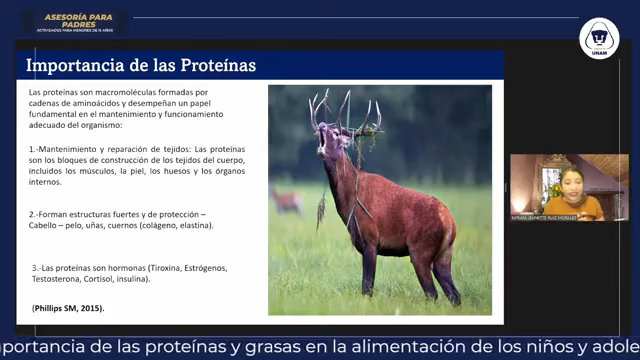 ASESORÍA PARA
PADRES
ACTIVIDADES PARA MENORES DE 15 AÑOS
UNAM
Importancia de las Proteínas
Las proteínas son macromoléculas formadas por
cadenas de aminoácidos y desempeñan un papel
fundamental en el mantenimiento y funcionamiento
adecuado del organismo:
1.-Mantenimiento y reparación de tejidos: Las proteínas
son los bloques de construcción de los tejidos del cuerpo,
incluidos los músculos, la piel, los huesos y los órganos
internos.
2.-Forman estructuras fuertes y de protección –
Cabello – pelo, uñas, cuernos (colágeno, elastina).
3.-Las proteínas son hormonas (Tiroxina, Estrógenos,
Testosterona, Cortisol, insulina).
(Phillips SM, 2015).
MIRIAM JEANETTE RUIZ MORALES
portancia de las proteínas y grasas en la alimentación de los niños y adole